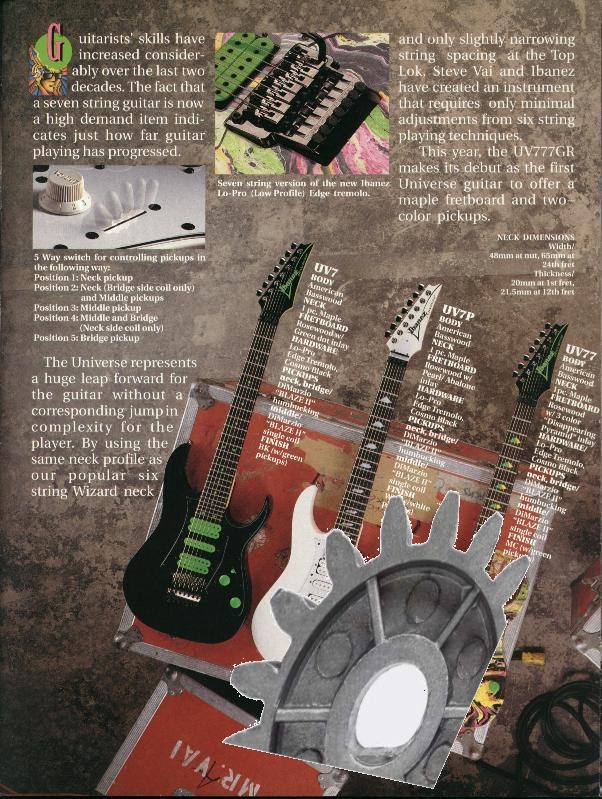 Guitarists' skills have
increased consider-
ably over the last two
decades. The fact that
a seven string guitar is now
a high demand item indi-
cates just how far guitar
playing has progressed.
5 Way switch for controlling pickups in
the following way:
Position 1: Neck pickup
Position 2: Neck (Bridge side coil only)
and Middle pickups
Position 3: Middle pickup
Position 4: Middle and Bridge
(Neck side coil only)
Position 5: Bridge pickup
The Universe represents
a huge leap forward for
the guitar without a
corresponding jump in
complexity for the
player. By using the
same neck profile as
our popular six
string Wizard neck
Seven string version of the new Ibanez
Lo-Pro (Low Profile) Edge tremolo.
and only slightly narrowing
string spacing at the Top
Lok, Steve Vai and Ibanez
have created an instrument
that requires only minimal
adjustments from six string
playing techniques.
This year, the UV777GR
makes its debut as the first
Universe guitar to offer a
maple fretboard and two-
color pickups.
NECK DIMENSIONS
Width/
48mm at nut, 65mm at
24th fret
Thickness/
20mm at 1st fret,
21.5mm at 12th fret
UV7
BODY
American
Basswood
NECK
1 pc. Maple
FRETBOARD
Rosewood w/
Green dot inlay
HARDWARE
Lo-Pro
Edge Tremolo,
Cosmo Black
PICKUPS
neck, bridge/
DiMarzio
"BLAZE II"
humbucking
middle/
DiMarzio
"BLAZE II"
single coil
FINISH
BK (w/green
pickups)
UV7P
BODY
American
Basswood
NECK
1 pc. Maple
FRETBOARD
Rosewood w/
Pearl/ Abalone
inlay
HARDWARE
Lo-Pro
Edge Tremolo,
Cosmo Black
PICKUPS
neck, bridge/
DiMarzio
"BLAZE II"
humbucking
middle/
DiMarzio
"BLAZE II"
single coil
FINISH
UV77
BODY
American
Basswood
NECK
1 pc. Maple
FRETBOARD
Rosewood
w/ 3 color
"Disappearing
Pyramid" inlay
HARDWARE/
Lo-Pro
Edge Tremolo,
Cosmo Black
PICKUPS
neck, bridge/
DiMarzio
"BLAZE II"
humbucking
middle/
DiMarzio
"BLAZE II"
single coil
FINISH
MC (w/green
MR. VAI